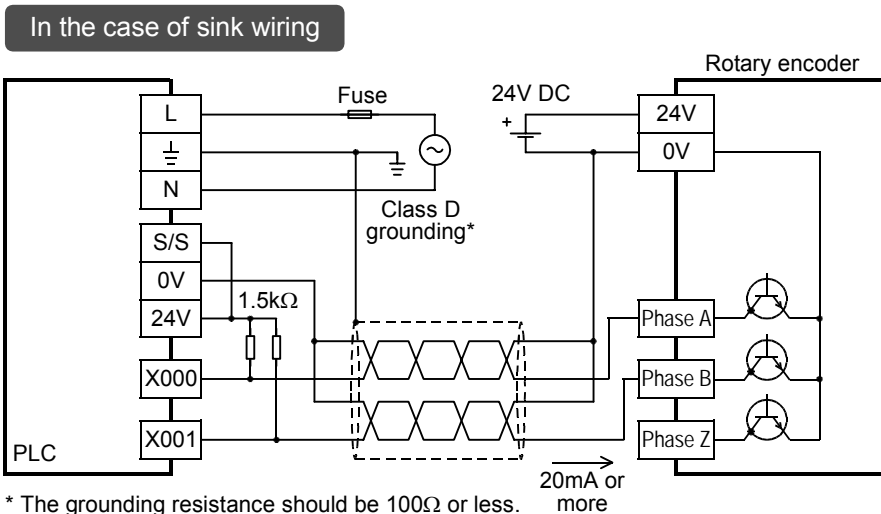 In the case of sink wiring
Rotary encoder
Fuse
24V DC
L
+
24V
0V
N
Class D
grounding*
S/S
0V
1.5kΩ
24V
Phase A
X000
Phase B
X001
Phase Z
PLC
20mA or
more
* The grounding resistance should be 100Ω or less.